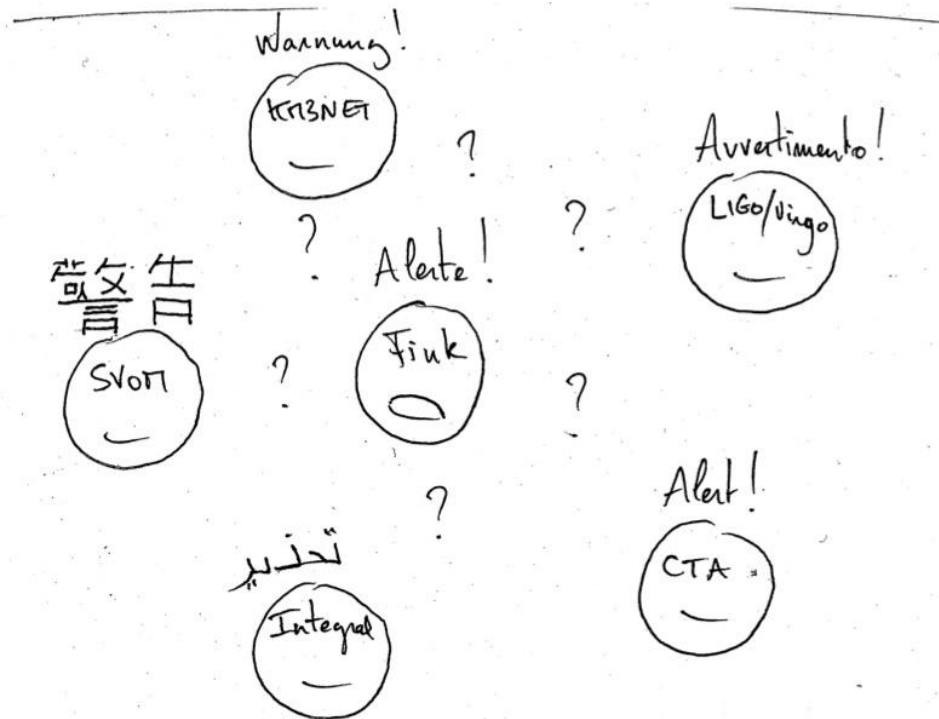 Warnung!
KM3NET
?
Avvertimento!
LIGO/Virgo
?
?
Alerte!
警告
Fink
SVOM
?
?
Alert!
?
تحذير
CTA
Integral